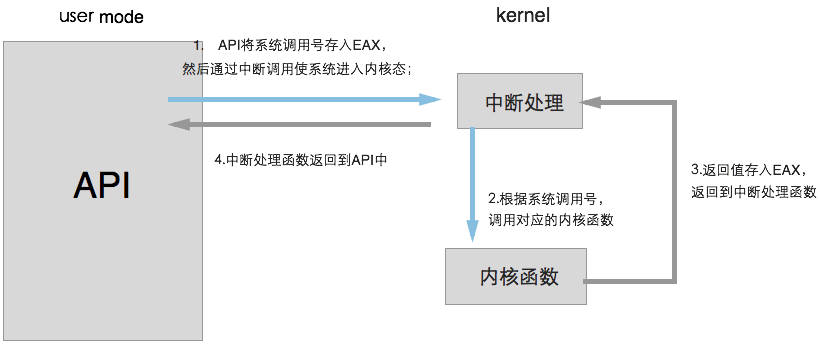 user mode
kernel
1. API将系统调用号存入EAX，
然后通过中断调用使系统进入内核态；
中断处理
4.中断处理函数返回到API中
API
3.返回值存入EAX，
返回到中断处理函数
2.根据系统调用号，
调用对应的内核函数
内核函数